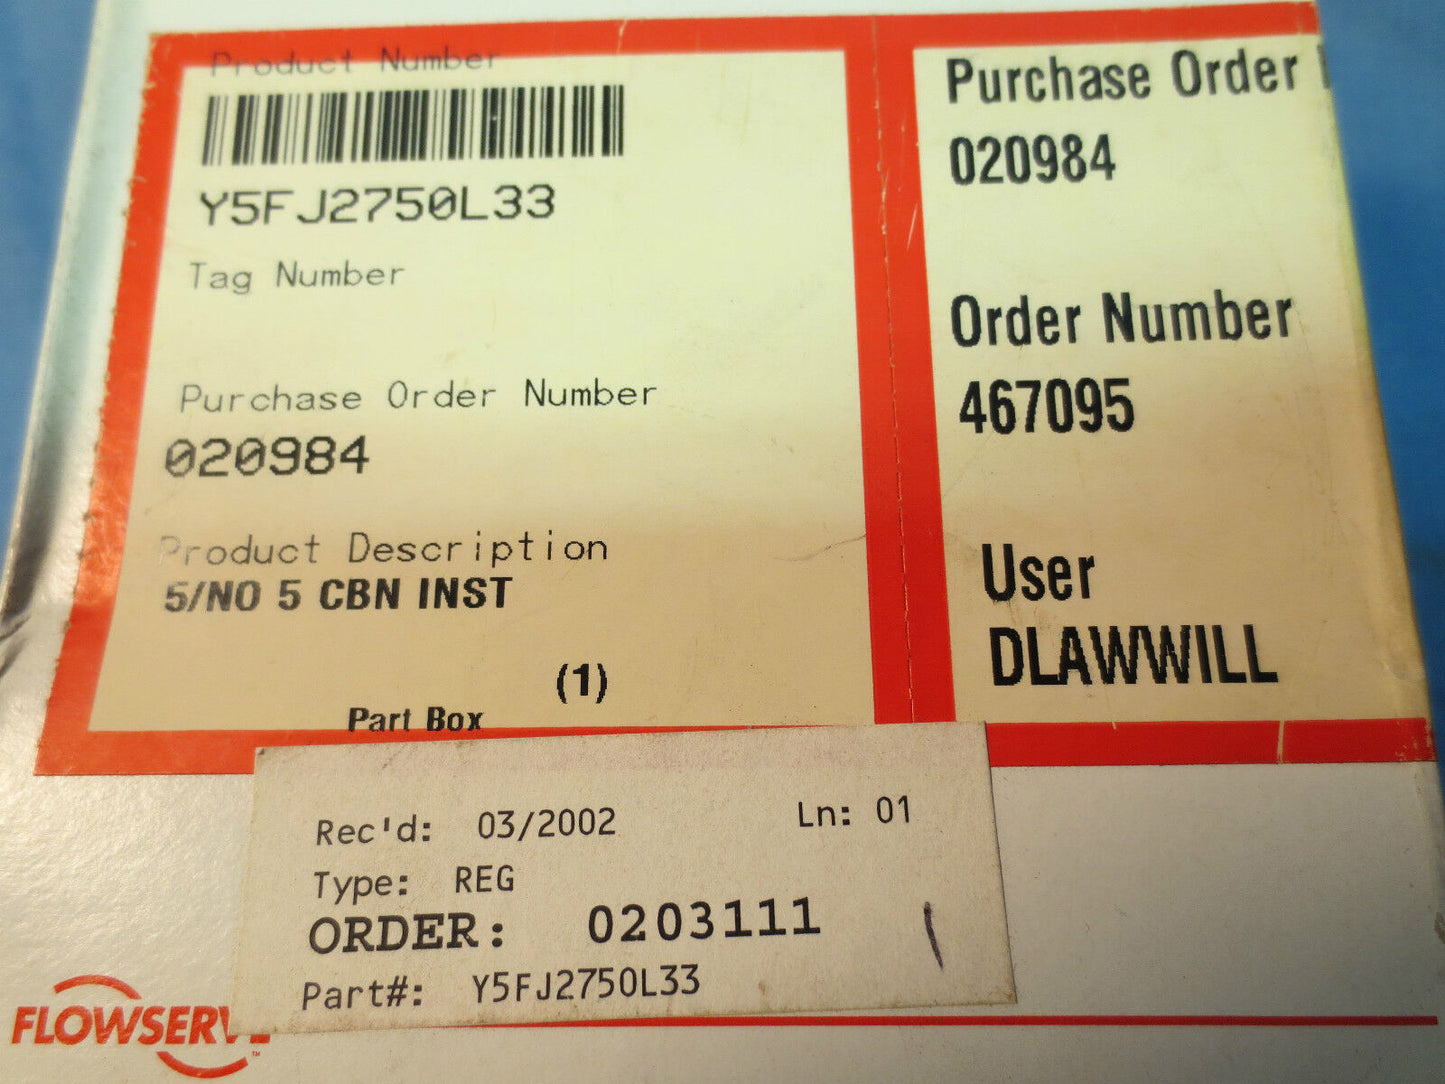 Product Number
Y5FJ2750L33
Tag Number
Purchase Order Number
020984
Product Description
5/NO 5 CBN INST
(1)
Part Box
Purchase Order
020984
Order Number
467095
User
DLAWWILL
Rec'd: 03/2002 Ln: 01
Type: REG
ORDER: 0203111
Part#: Y5FJ2750L33
FLOWSERVE